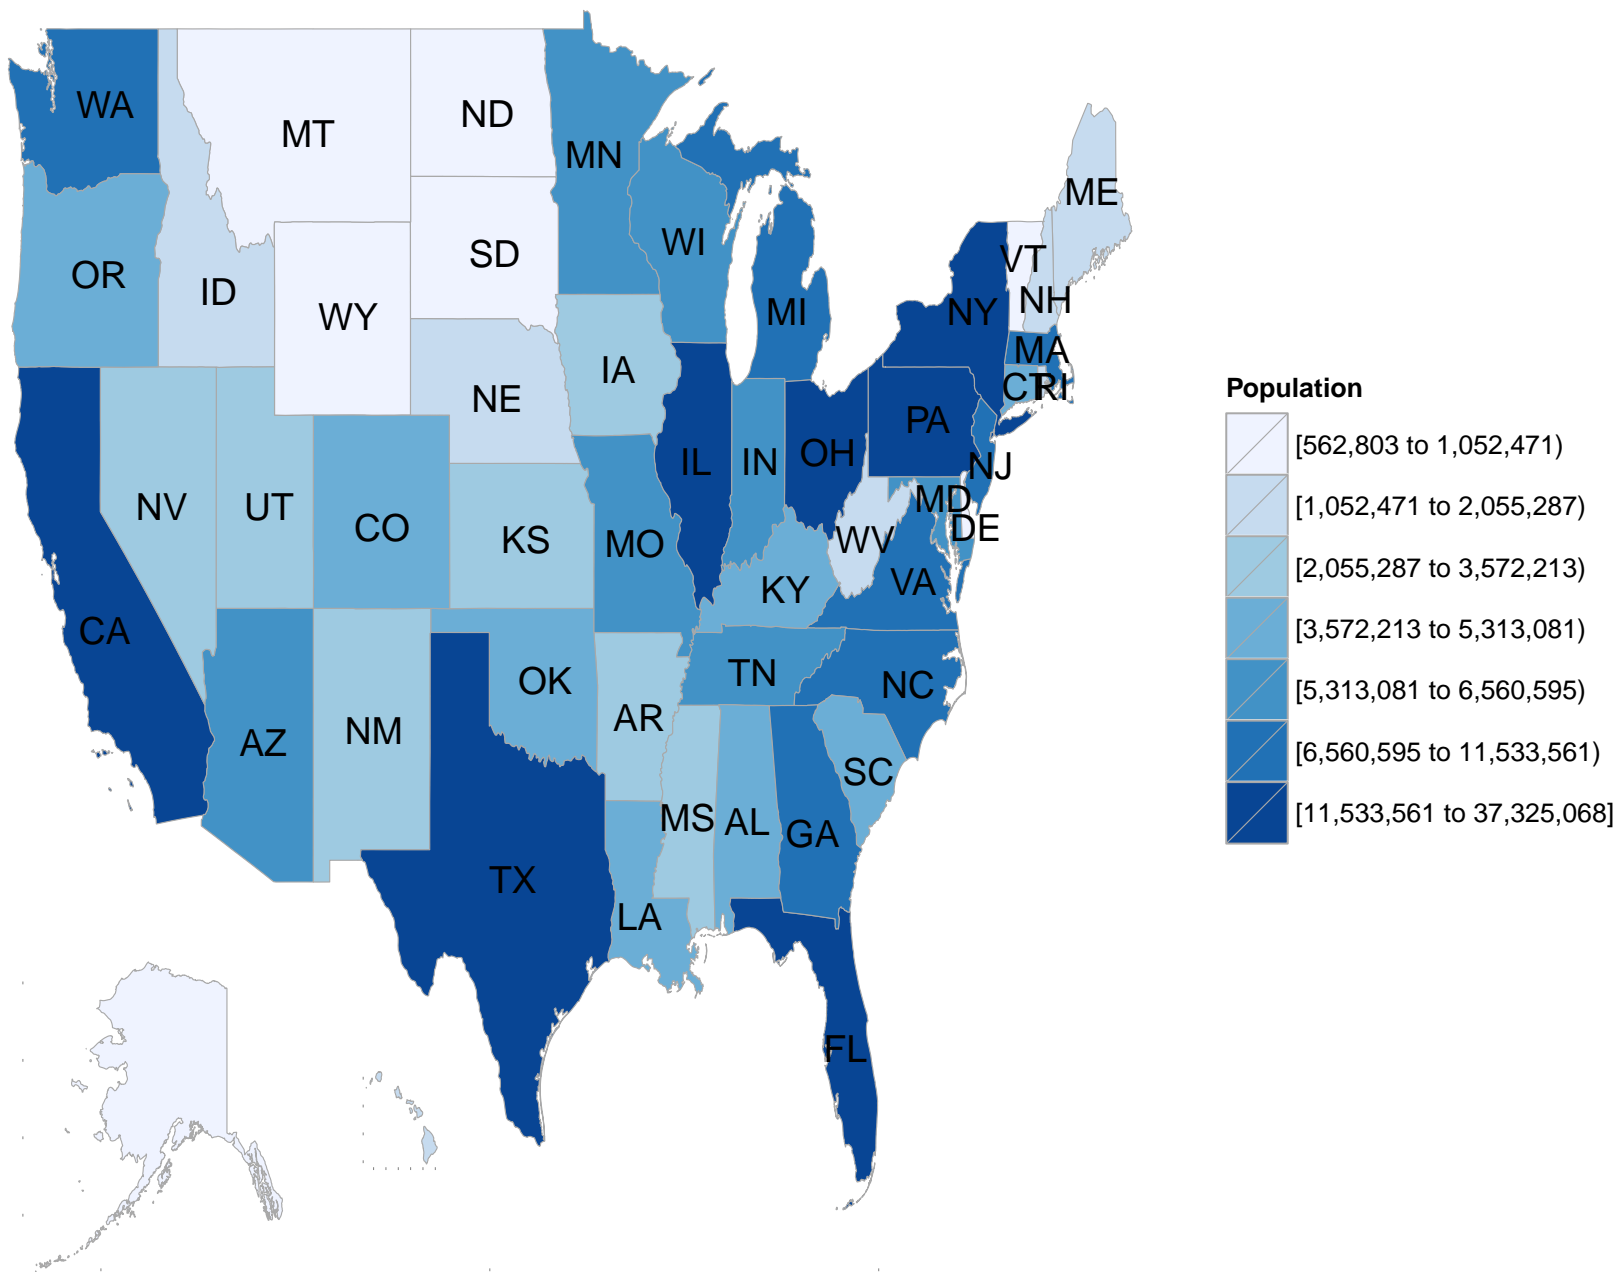 WA
MT
ND
MN
ME
OR
ID
WY
SD
WI
MI
VT
NH
NY
MA
CT
RI
IA
NE
PA
NJ
IL
IN
OH
MD
DE
NV
UT
CO
KS
MO
WV
VA
KY
CA
AZ
NM
OK
AR
TN
NC
SC
MS
AL
GA
TX
LA
FL
Population
[562,803 to 1,052,471)
[1,052,471 to 2,055,287)
[2,055,287 to 3,572,213)
[3,572,213 to 5,313,081)
[5,313,081 to 6,560,595)
[6,560,595 to 11,533,561)
[11,533,561 to 37,325,068]